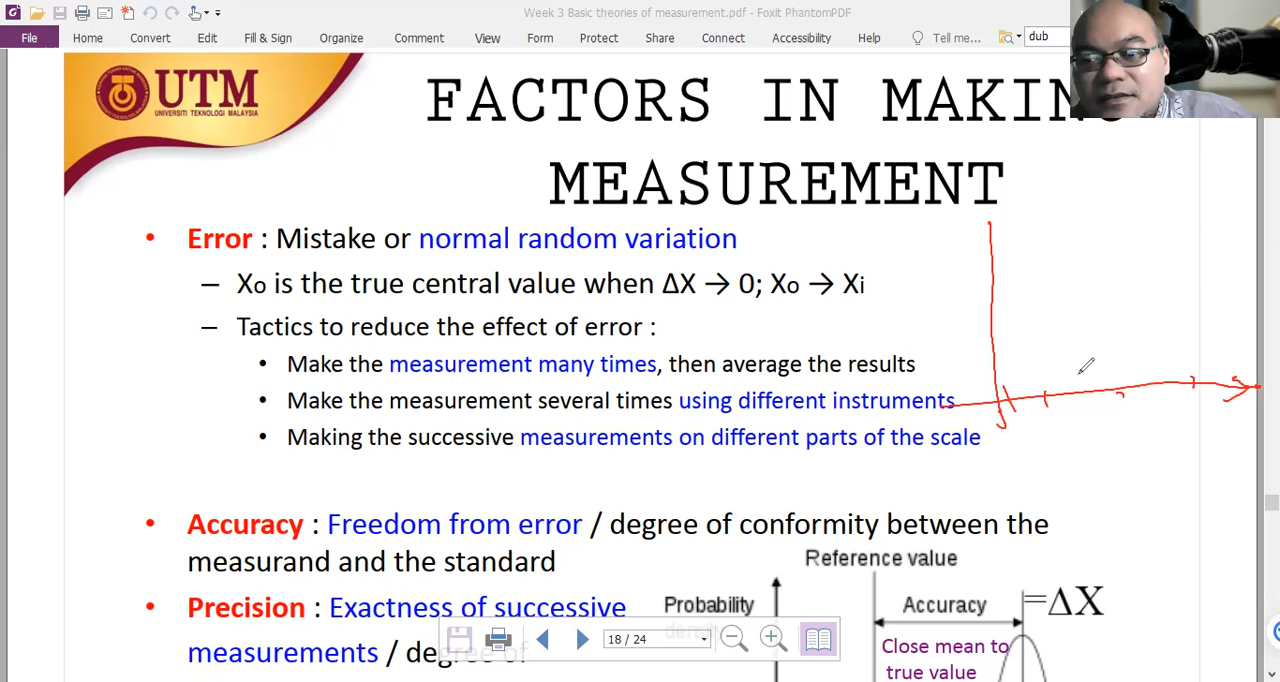 Week 3 Basic theories of measurement.pdf - Foxit PhantomPDF
File Home Convert Edit Fill & Sign Organize Comment View Form Protect Share Connect Accessibility Help Tell me... dub
UTM
UNIVERSITI TEKNOLOGI MALAYSIA
FACTORS IN MAKING
MEASUREMENT
• Error : Mistake or normal random variation
– Xo is the true central value when ΔX → 0; Xo → Xi
– Tactics to reduce the effect of error :
• Make the measurement many times, then average the results
• Make the measurement several times using different instruments
• Making the successive measurements on different parts of the scale
• Accuracy : Freedom from error / degree of conformity between the
measurand and the standard
• Precision : Exactness of successive
measurements / degree of
Reference value
Probability
density
Accuracy
=ΔX
Close mean to
true value
18 / 24